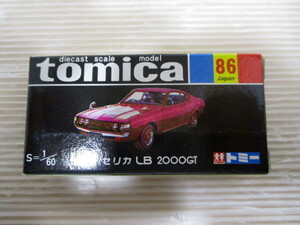 diecast scale model
tomica
86
Japan
S=1/60
セリカ LB 2000GT
トミー